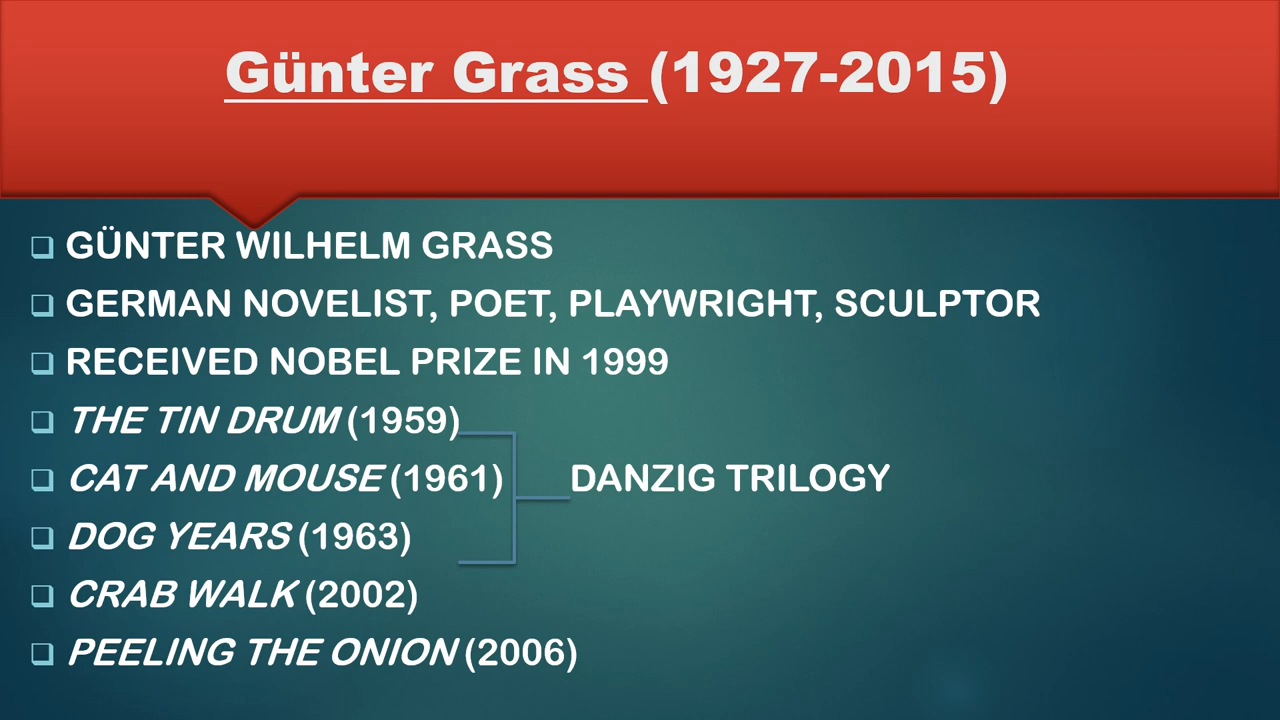 Günter Grass (1927-2015)
GÜNTER WILHELM GRASS
GERMAN NOVELIST, POET, PLAYWRIGHT, SCULPTOR
RECEIVED NOBEL PRIZE IN 1999
THE TIN DRUM (1959)
CAT AND MOUSE (1961) DANZIG TRILOGY
DOG YEARS (1963)
CRAB WALK (2002)
PEELING THE ONION (2006)